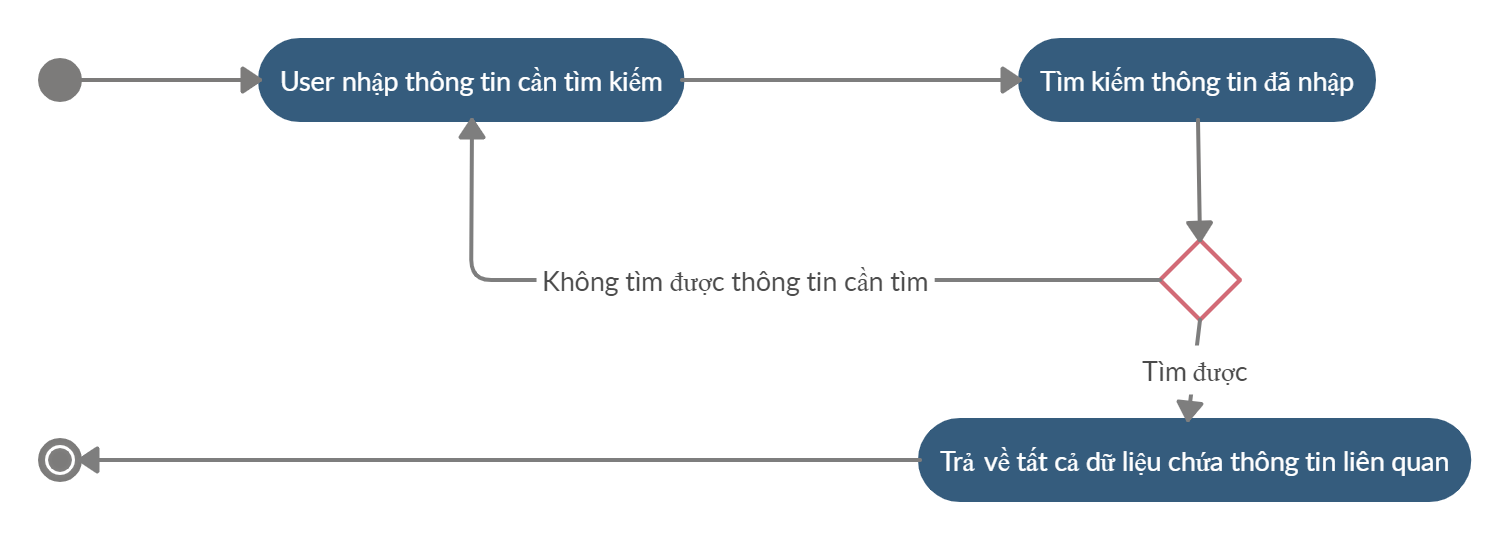 User nhập thông tin cần tìm kiếm
Tìm kiếm thông tin đã nhập
Không tìm được thông tin cần tìm
Tìm được
Trả về tất cả dữ liệu chứa thông tin liên quan